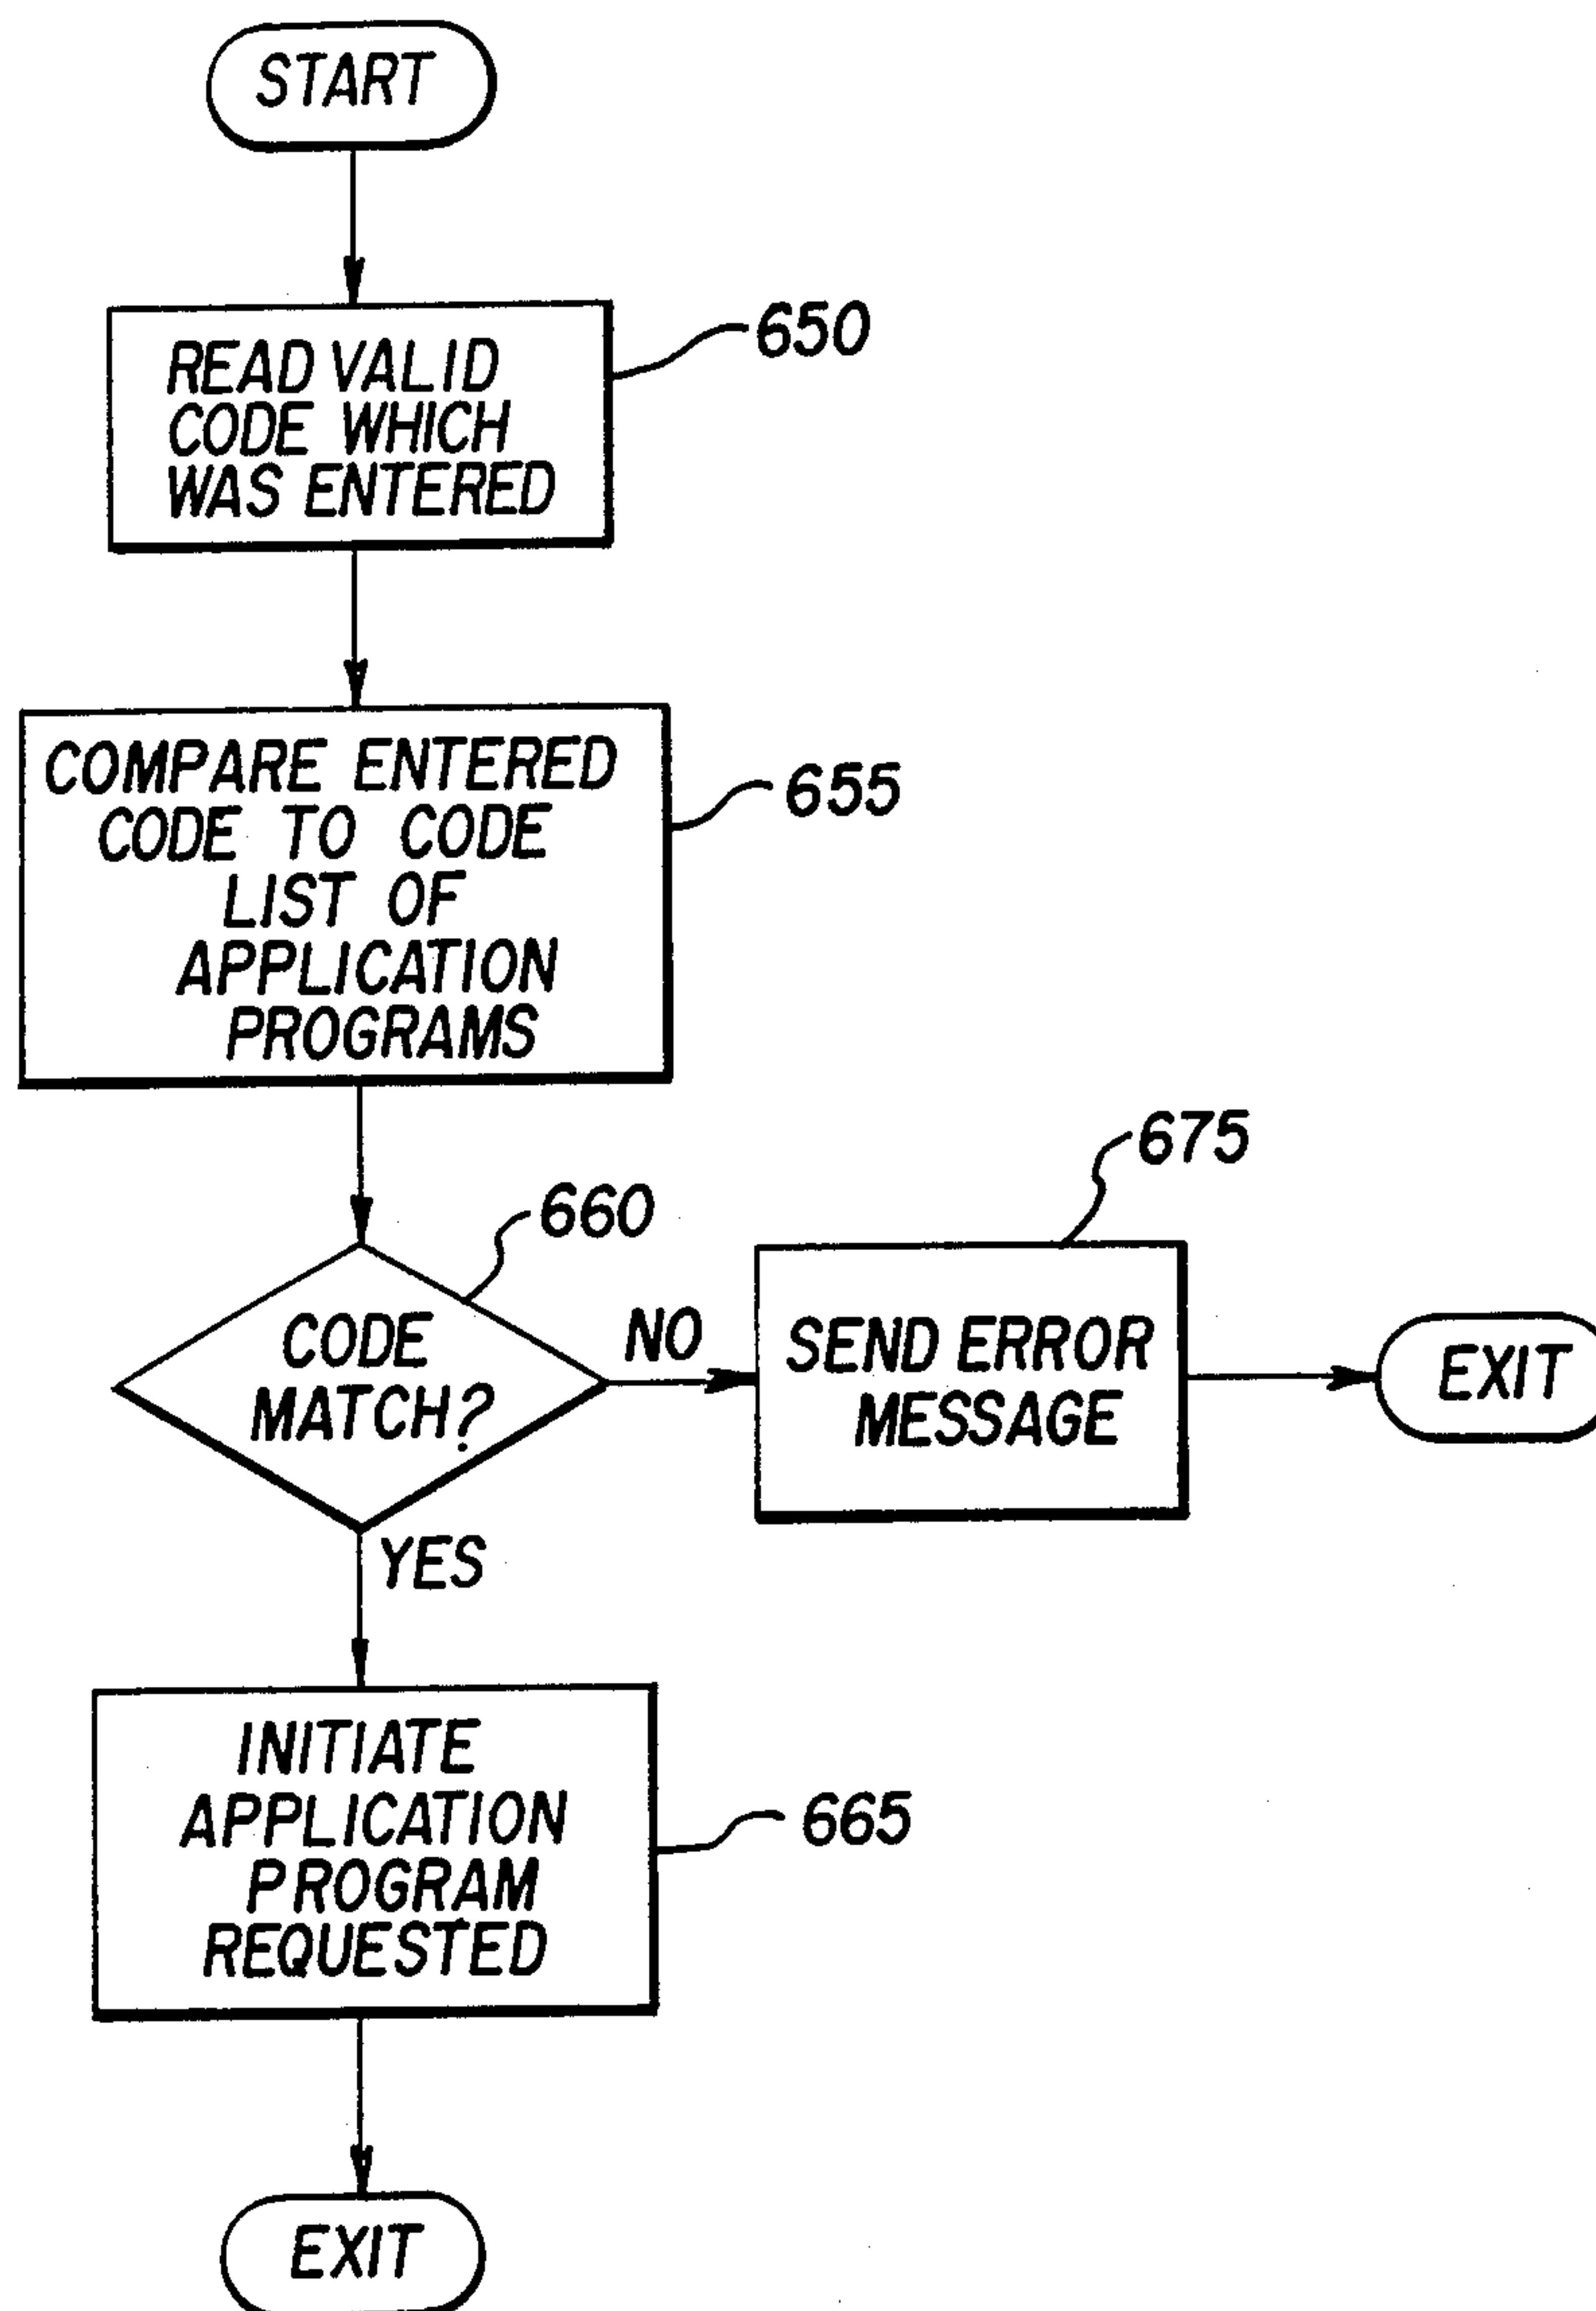 START
READ VALID
CODE WHICH
WAS ENTERED
650
COMPARE ENTERED
CODE TO CODE
LIST OF
APPLICATION
PROGRAMS
655
CODE
MATCH?
660
NO
SEND ERROR
MESSAGE
675
EXIT
YES
INITIATE
APPLICATION
PROGRAM
REQUESTED
665
EXIT